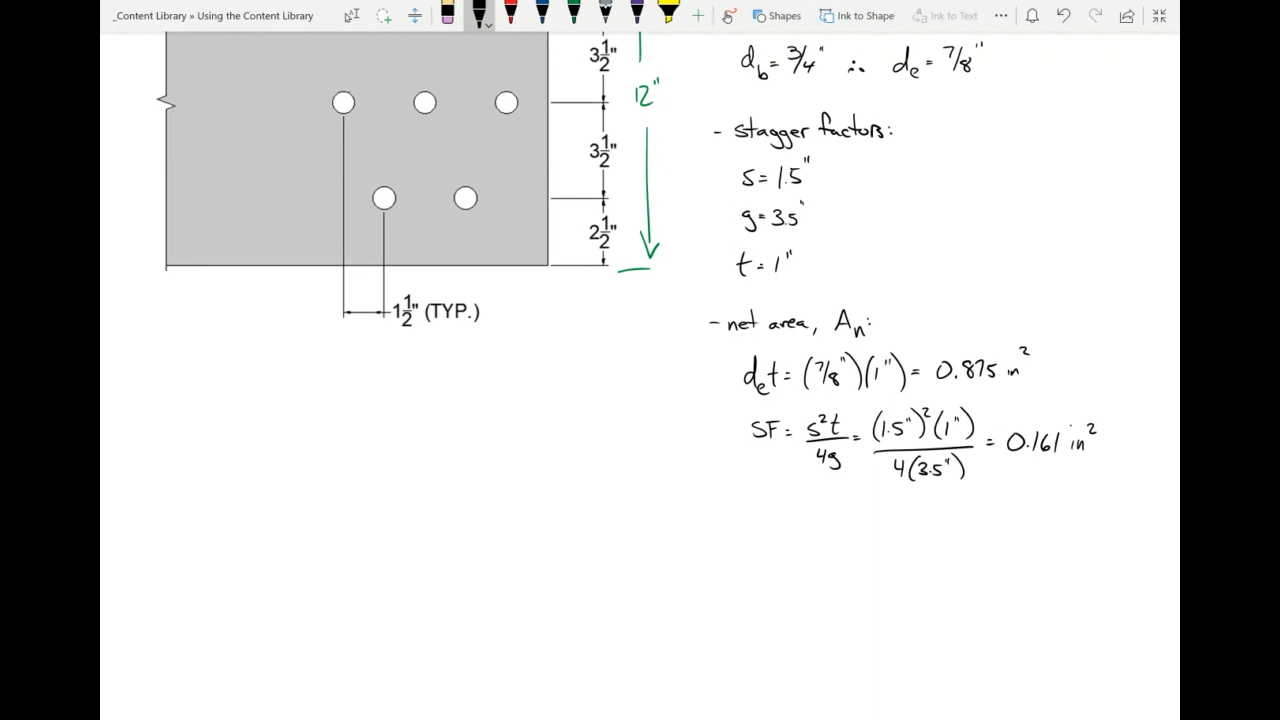 _Content Library » Using the Content Library
Shapes
Ink to Shape
Ink to Text
3 1/2"
12"
3 1/2"
2 1/2"
1 1/2" (TYP.)
d_b = 3/4" ∴ d_e = 7/8"
- stagger factors:
s = 1.5"
g = 3.5"
t = 1"
- net area, A_n:
d_e t = (7/8")(1") = 0.875 in²
SF = s²t/4g = (1.5")²(1")/4(3.5") = 0.161 in²